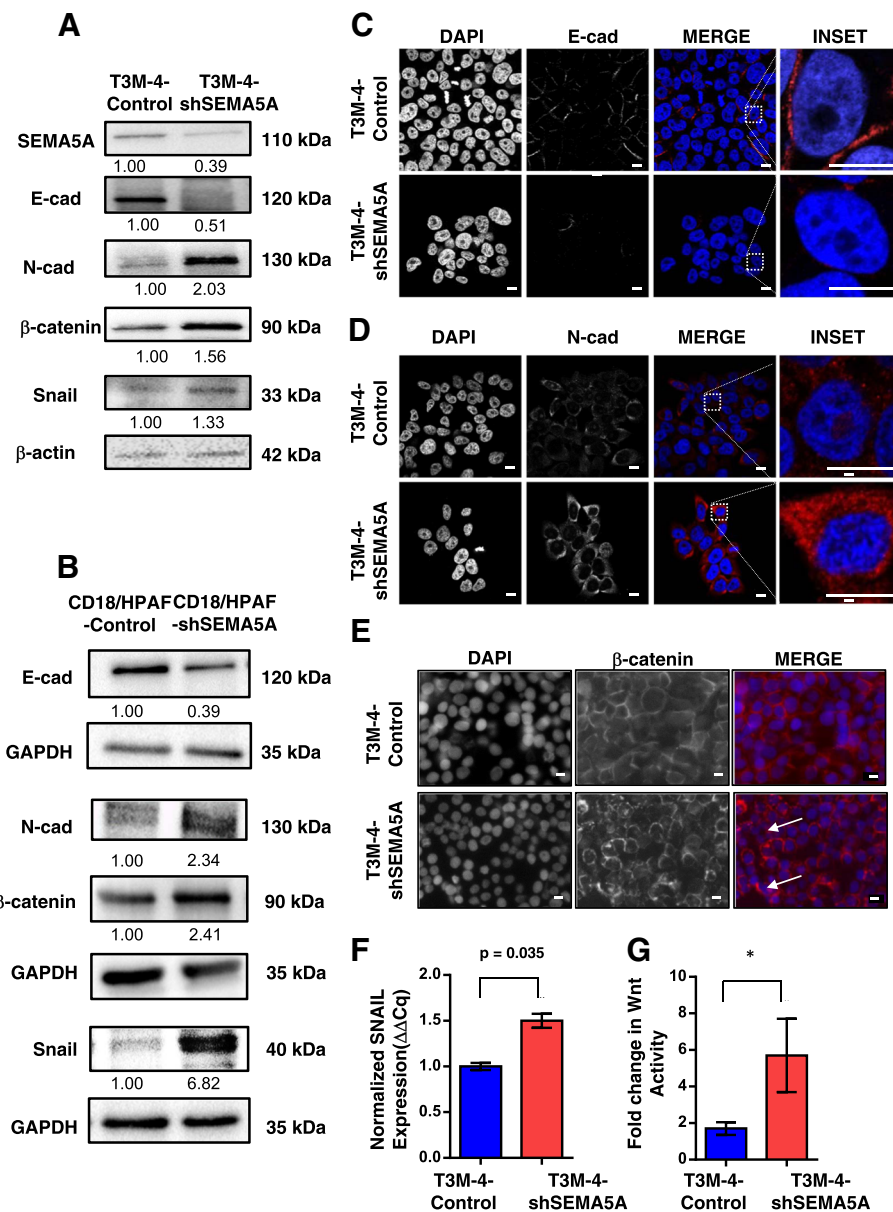 A
T3M-4-
Control
T3M-4-
shSEMA5A
SEMA5A
110 kDa
1.00
0.39
E-cad
120 kDa
1.00
0.51
N-cad
130 kDa
1.00
2.03
β-catenin
90 kDa
1.00
1.56
Snail
33 kDa
1.00
1.33
β-actin
42 kDa
B
CD18/HPAF
-Control
CD18/HPAF
-shSEMA5A
E-cad
120 kDa
1.00
0.39
GAPDH
35 kDa
N-cad
130 kDa
1.00
2.34
β-catenin
90 kDa
1.00
2.41
GAPDH
35 kDa
Snail
40 kDa
1.00
6.82
GAPDH
35 kDa
C
DAPI
E-cad
MERGE
INSET
T3M-4-
Control
T3M-4-
shSEMA5A
D
DAPI
N-cad
MERGE
INSET
T3M-4-
Control
T3M-4-
shSEMA5A
E
DAPI
β-catenin
MERGE
T3M-4-
Control
T3M-4-
shSEMA5A
F
p = 0.035
Normalized SNAIL
Expression(ΔΔCq)
2.0
1.5
1.0
0.5
0.0
T3M-4-
Control
T3M-4-
shSEMA5A
G
*
Fold change in Wnt
Activity
10
8
6
4
2
0
T3M-4-
Control
T3M-4-
shSEMA5A